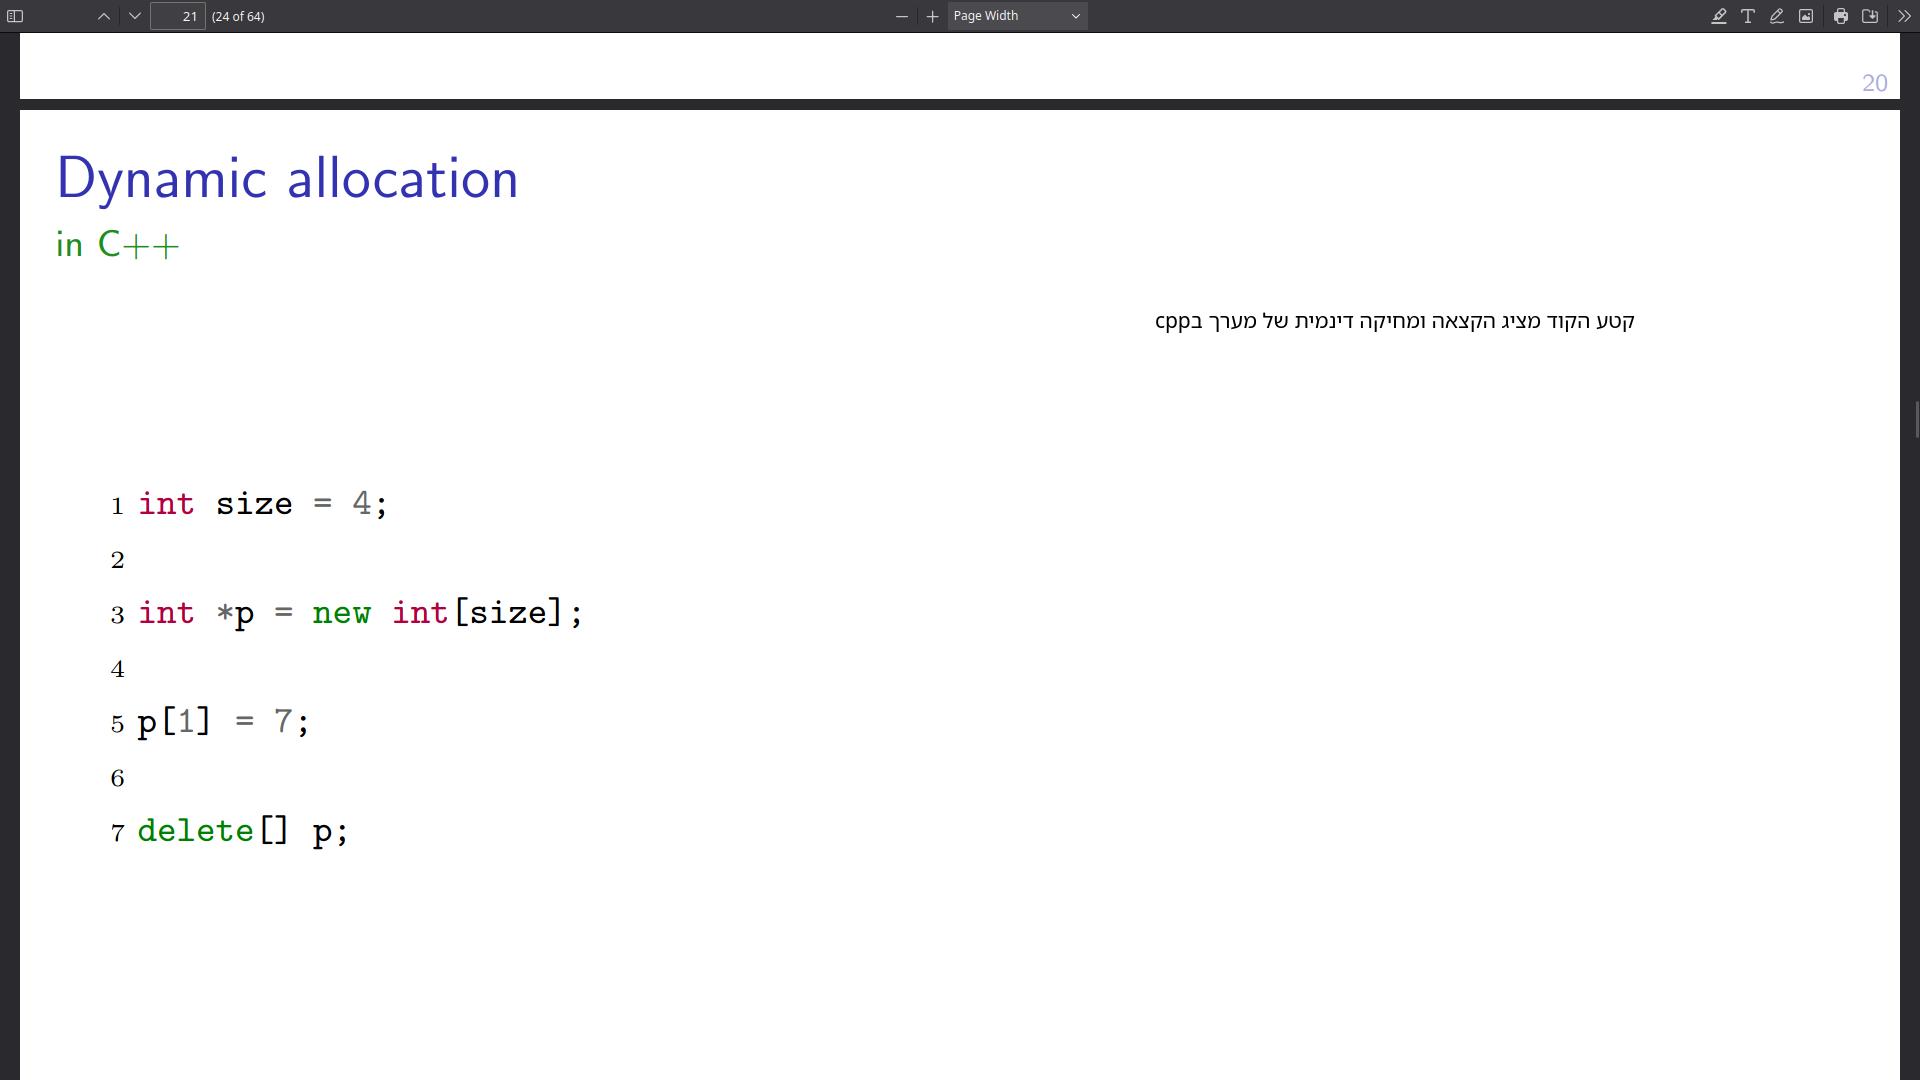 21 (24 of 64) Page Width
20
Dynamic allocation
in C++
קטע הקוד מציג הקצאה ומחיקה דינמית של מערך בcpp
1 int size = 4;
2
3 int *p = new int[size];
4
5 p[1] = 7;
6
7 delete[] p;